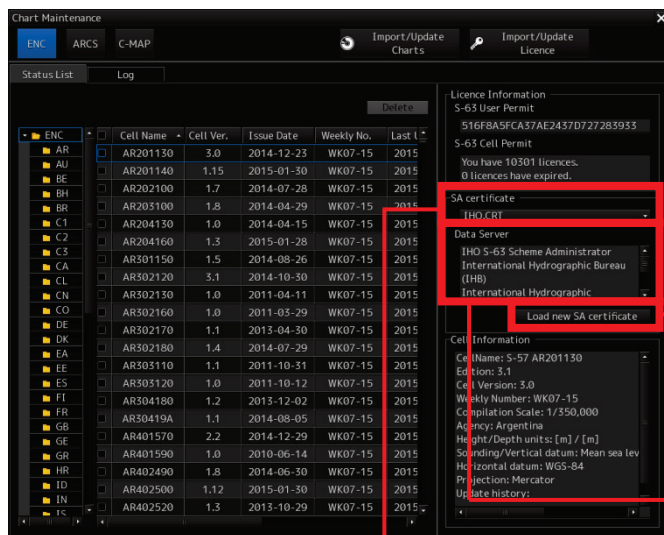 Chart Maintenance
ENC ARCS C-MAP Import/Update Charts Import/Update Licence
Status List Log
Delete
ENC
AR
AU
BE
BH
BR
C1
C2
C3
CA
CL
CN
CO
DE
DK
EA
EE
ES
FI
FR
GB
GE
GR
HR
ID
IN
IS
Cell Name Cell Ver. Issue Date Weekly No. Last
AR201130 3.0 2014-12-23 WK07-15 2015
AR201140 1.15 2015-01-30 WK07-15 2015
AR202100 1.7 2014-07-28 WK07-15 2015
AR203100 1.8 2014-04-29 WK07-15 2015
AR204130 1.0 2014-04-15 WK07-15 2015
AR204160 1.3 2015-01-28 WK07-15 2015
AR301150 1.5 2014-08-26 WK07-15 2015
AR302120 3.1 2014-10-30 WK07-15 2015
AR302130 1.0 2011-04-11 WK07-15 2015
AR302160 1.0 2011-03-29 WK07-15 2015
AR302170 1.1 2013-04-30 WK07-15 2015
AR302180 1.4 2014-07-29 WK07-15 2015
AR303110 1.1 2011-10-31 WK07-15 2015
AR303120 1.0 2011-10-12 WK07-15 2015
AR304180 1.2 2013-12-02 WK07-15 2015
AR30419A 1.1 2014-08-05 WK07-15 2015
AR401570 2.2 2014-12-29 WK07-15 2015
AR401590 1.0 2010-06-14 WK07-15 2015
AR402490 1.8 2014-06-30 WK07-15 2015
AR402500 1.12 2015-01-30 WK07-15 2015
AR402520 1.3 2013-10-29 WK07-15 2015
Licence Information
S-63 User Permit
516F8A5FCA37AE2437D727283933
S-63 Cell Permit
You have 10301 licences.
0 licences have expired.
SA certificate
IHO.CRT
Data Server
IHO S-63 Scheme Administrator
International Hydrographic Bureau
(IHB)
International Hydrographic
Load new SA certificate
Cell Information
CellName: S-57 AR201130
Edition: 3.1
Cell Version: 3.0
Weekly Number: WK07-15
Compilation Scale: 1/350,000
Agency: Argentina
Height/Depth units: [m] / [m]
Sounding/Vertical datum: Mean sea lev
Horizontal datum: WGS-84
Projection: Mercator
Update history: